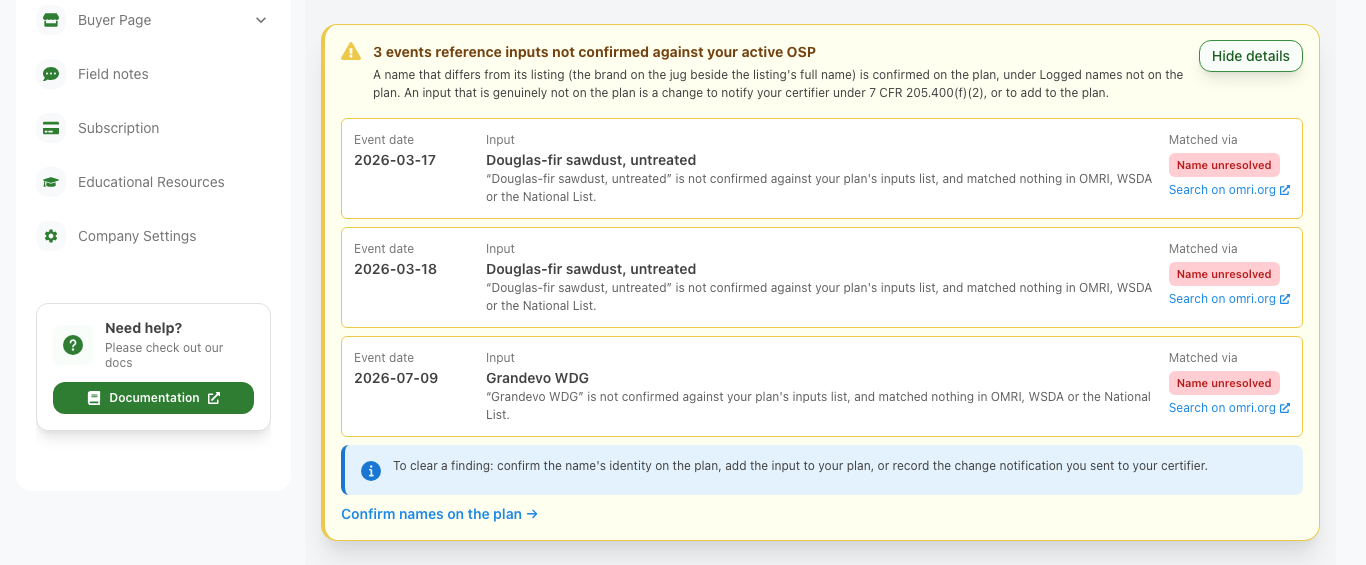 Buyer Page
Field notes
Subscription
Educational Resources
Company Settings
Need help?
Please check out our
docs
Documentation
3 events reference inputs not confirmed against your active OSP
Hide details
A name that differs from its listing (the brand on the jug beside the listing's full name) is confirmed on the plan, under Logged names not on the
plan. An input that is genuinely not on the plan is a change to notify your certifier under 7 CFR 205.400(f)(2), or to add to the plan.
Event date
2026-03-17
Input
Douglas-fir sawdust, untreated
“Douglas-fir sawdust, untreated” is not confirmed against your plan's inputs list, and matched nothing in OMRI, WSDA
or the National List.
Matched via
Name unresolved
Search on omri.org
Event date
2026-03-18
Input
Douglas-fir sawdust, untreated
“Douglas-fir sawdust, untreated” is not confirmed against your plan's inputs list, and matched nothing in OMRI, WSDA
or the National List.
Matched via
Name unresolved
Search on omri.org
Event date
2026-07-09
Input
Grandevo WDG
“Grandevo WDG” is not confirmed against your plan's inputs list, and matched nothing in OMRI, WSDA or the National
List.
Matched via
Name unresolved
Search on omri.org
To clear a finding: confirm the name's identity on the plan, add the input to your plan, or record the change notification you sent to your certifier.
Confirm names on the plan →